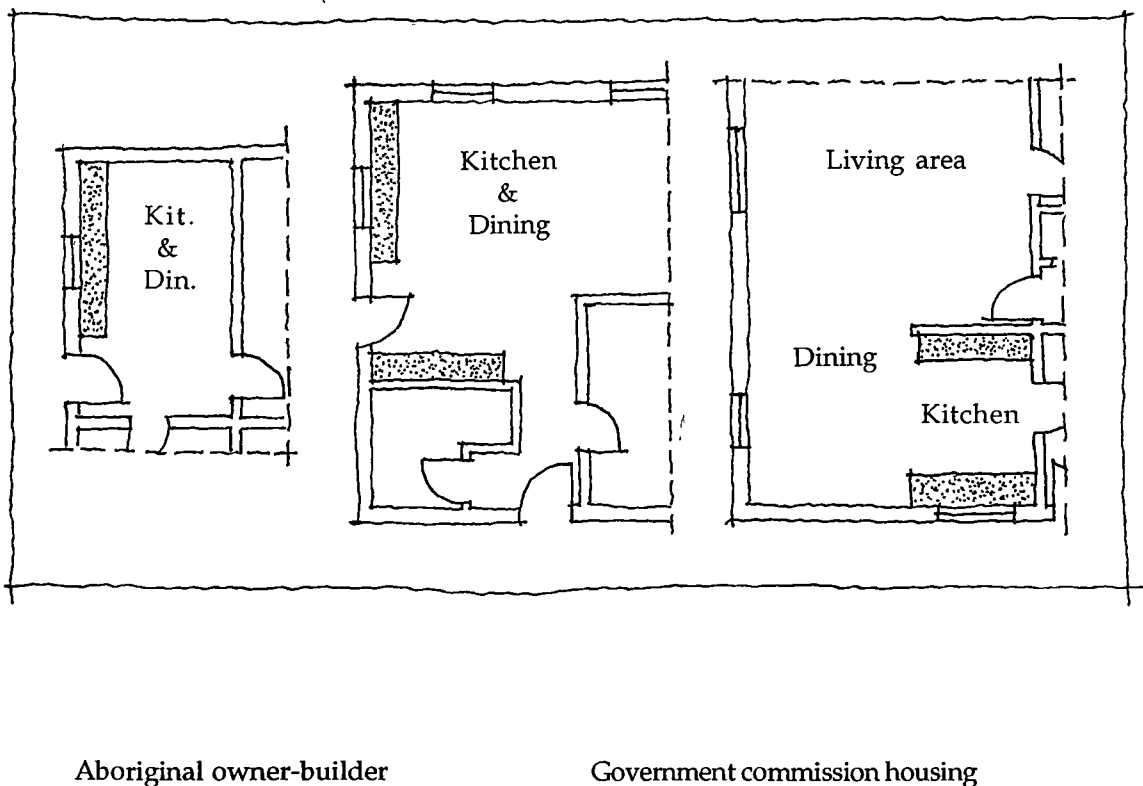 Kit.
&
Din.
Kitchen
&
Dining
Living area
Dining
Kitchen
Aboriginal owner-builder
Government commission housing